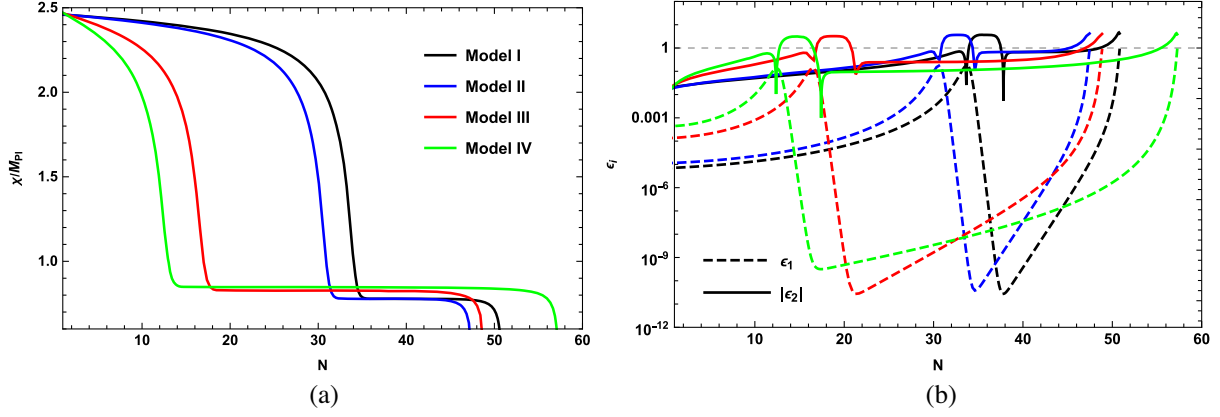 2.5
2.0
1.5
1.0
χ/M_Pl
Model I
Model II
Model III
Model IV
10 20 30 40 50 60
N
(a)
1
0.001
10^-6
10^-9
10^-12
ϵ_i
ϵ_1
|ϵ_2|
10 20 30 40 50 60
N
(b)